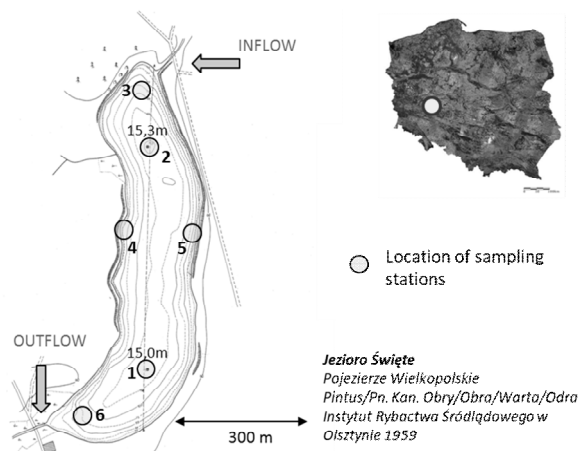 INFLOW
3
15,3m
2
4
5
Location of sampling
stations
OUTFLOW
15,0m
1
6
300 m
Jezioro Święte
Pojezierze Wielkopolskie
Pintus/Pn. Kan. Obry/Obra/Warta/Odra
Instytut Rybactwa Śródlądowego w
Olsztynie 1959